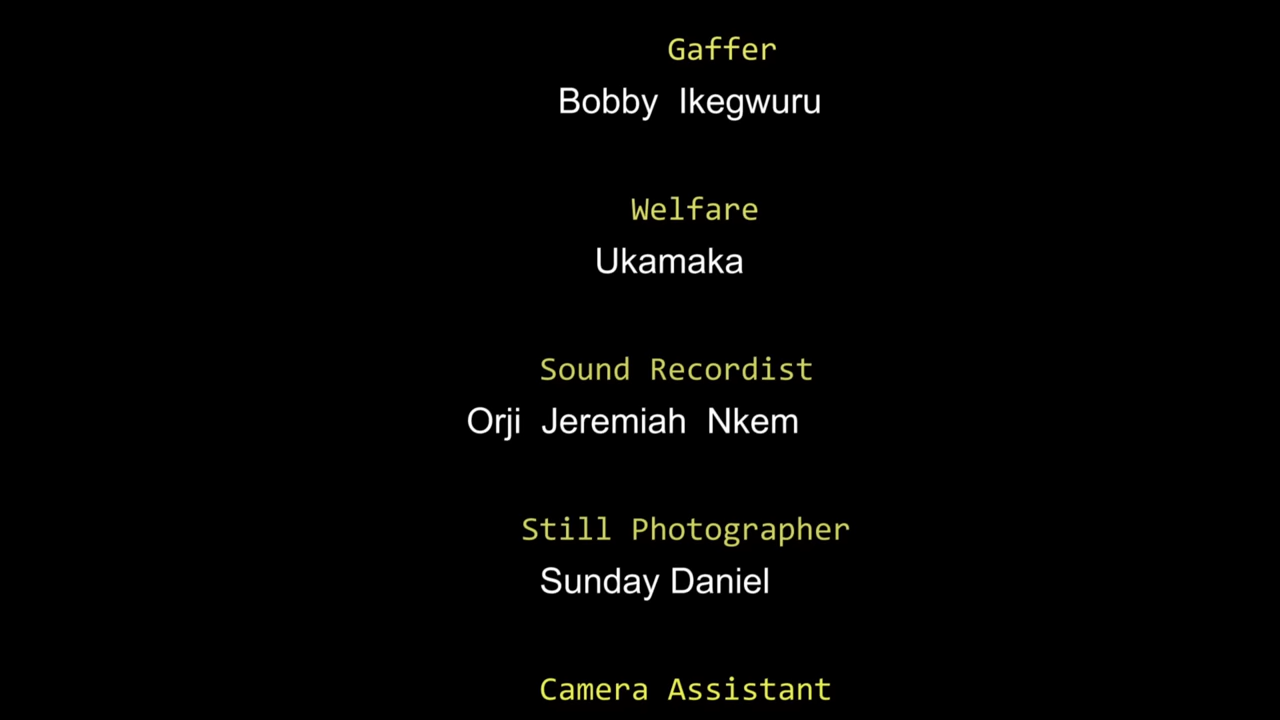 Gaffer
Bobby Ikegwuru
Welfare
Ukamaka
Sound Recordist
Orji Jeremiah Nkem
Still Photographer
Sunday Daniel
Camera Assistant